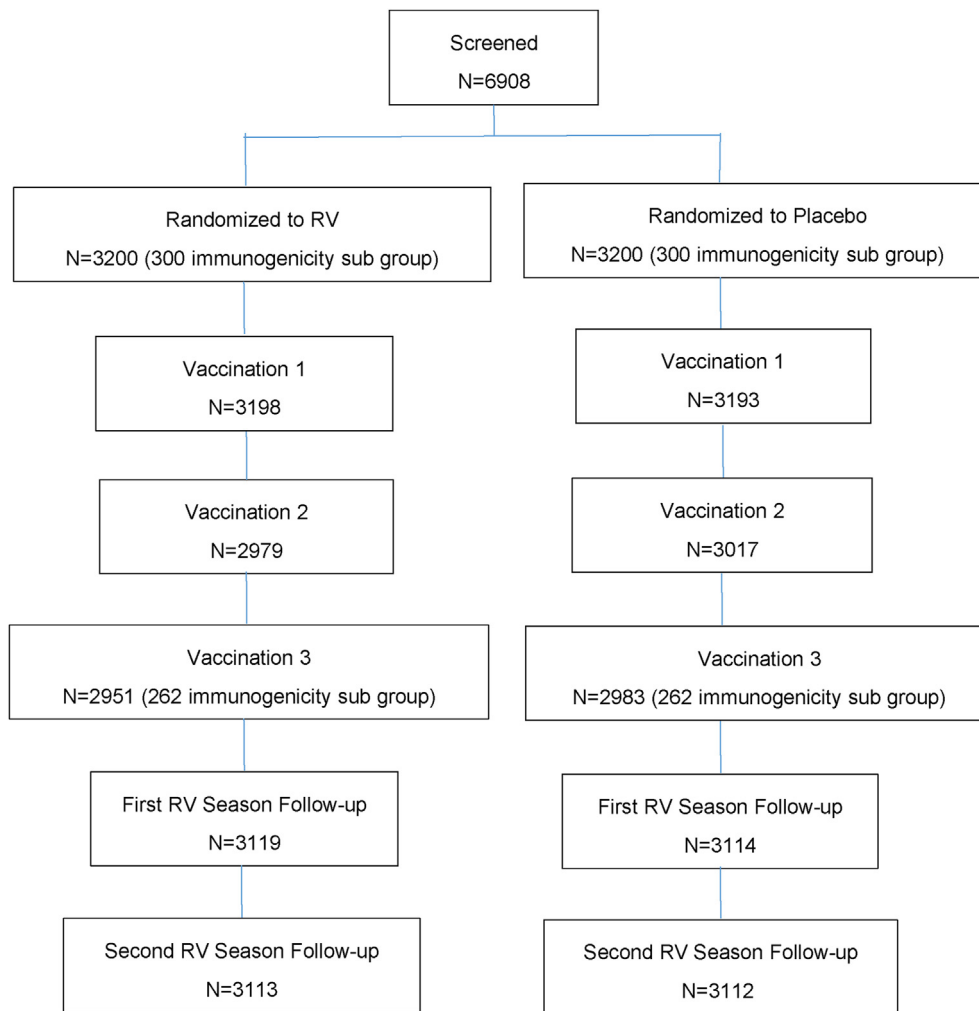 Screened
N=6908
Randomized to RV
N=3200 (300 immunogenicity sub group)
Randomized to Placebo
N=3200 (300 immunogenicity sub group)
Vaccination 1
N=3198
Vaccination 1
N=3193
Vaccination 2
N=2979
Vaccination 2
N=3017
Vaccination 3
N=2951 (262 immunogenicity sub group)
Vaccination 3
N=2983 (262 immunogenicity sub group)
First RV Season Follow-up
N=3119
First RV Season Follow-up
N=3114
Second RV Season Follow-up
N=3113
Second RV Season Follow-up
N=3112